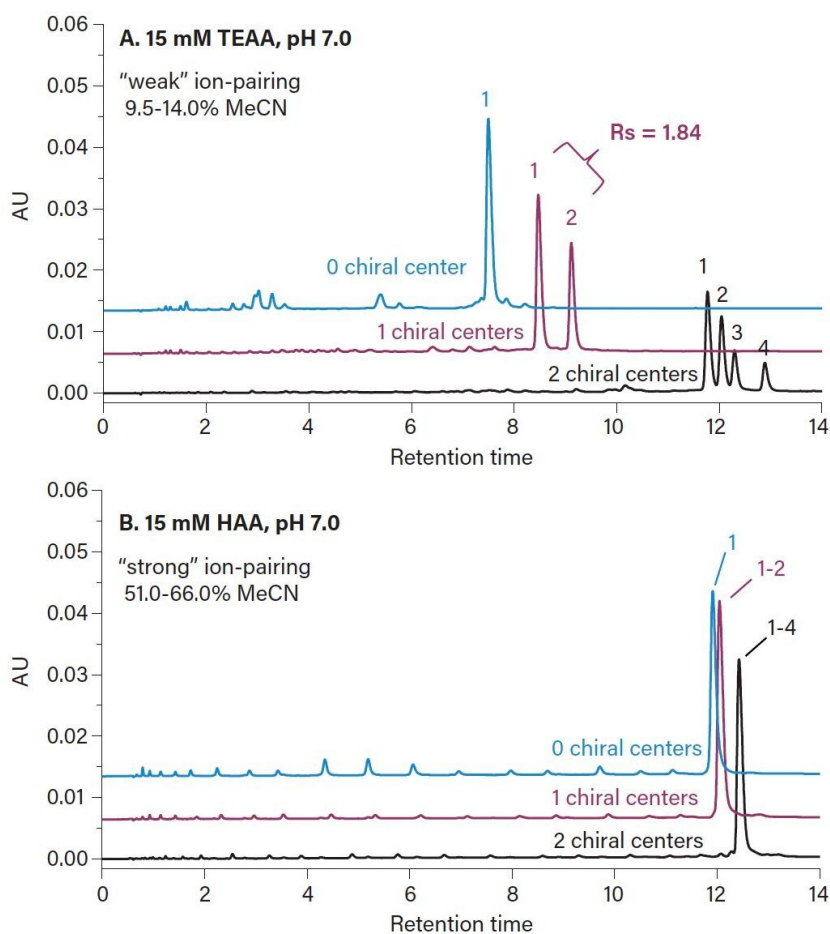 0.06
A. 15 mM TEAA, pH 7.0
“weak” ion-pairing
9.5-14.0% MeCN
0.05
0.04
0.03
0.02
0.01
0.00
AU
1
Rs = 1.84
1
2
0 chiral center
1
2
3
4
1 chiral centers
2 chiral centers
0
2
4
6
8
10
12
14
Retention time
0.06
B. 15 mM HAA, pH 7.0
“strong” ion-pairing
51.0-66.0% MeCN
0.05
0.04
0.03
0.02
0.01
0.00
AU
1
1-2
1-4
0 chiral centers
1 chiral centers
2 chiral centers
0
2
4
6
8
10
12
14
Retention time